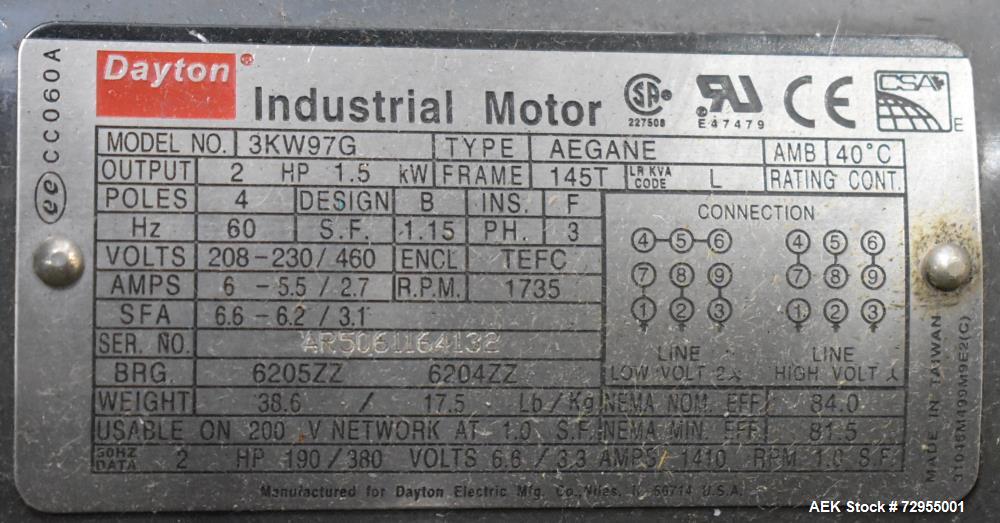 Dayton®
Industrial Motor
SA® 227506 E47479 CE CSA E
ee CC060A
MODEL NO. 3KW97G TYPE AEGANE AMB 40°C
OUTPUT 2 HP 1.5 kW FRAME 145T LR KVA CODE L RATING CONT.
POLES 4 DESIGN B INS. F
Hz 60 S.F. 1.15 PH. 3
VOLTS 208-230/460 ENCL TEFC
AMPS 6 -5.5 / 2.7 R.P.M. 1735
SFA 6.6-6.2 / 3.1
SER. NO. AR5061164132
BRG. 6205ZZ 6204ZZ
CONNECTION
4-5-6 4 5 6
7 8 9 7 8 9
1 2 3 1 2 3
LINE LINE
LOW VOLT 2 HIGH VOLT
WEIGHT 38.6 / 17.5 Lb/Kg NEMA NOM. EFF. 84.0
USABLE ON 200 V NETWORK AT 1.0 S.F. NEMA MIN. EFF. 81.5
50HZ DATA 2 HP 190/380 VOLTS 6.6 / 3.3 AMPS/ 1410 RPM 1.0 S.F.
Manufactured for Dayton Electric Mfg. Co., Niles, IL 60714 U.S.A.
MADE IN TAIWAN
AEK Stock # 72955001